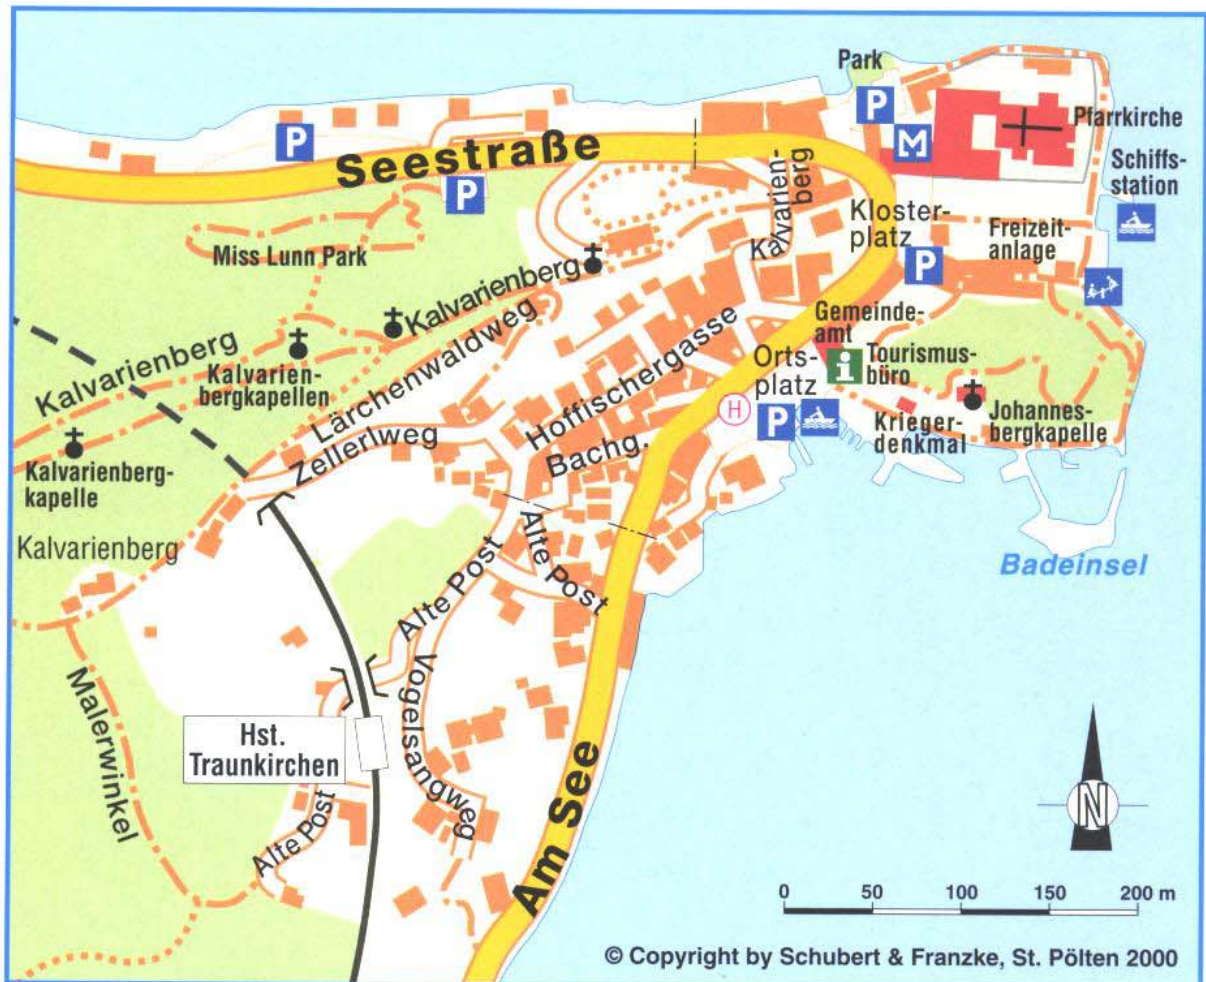 Park
P
Pfarrkirche
P
M
Seestraße
Schiffs-
station
P
Kalvarien-
berg
Kloster-
platz
Freizeit-
anlage
Miss Lunn Park
P
Kalvarienberg
Gemeinde-
amt
Kalvarienberg
Lärchenwaldweg
Orts-
platz
i
Tourismus-
büro
Kalvarien-
bergkapellen
Hoffischergasse
H
P
Krieger-
denkmal
Johannes-
bergkapelle
Zellerlweg
Bachg.
Kalvarienberg-
kapelle
Kalvarienberg
Alte Post
Alte Post
Badeinsel
Malerwinkel
Vogelsangweg
Hst.
Traunkirchen
Alte Post
Am See
N
0 50 100 150 200 m
© Copyright by Schubert & Franzke, St. Pölten 2000